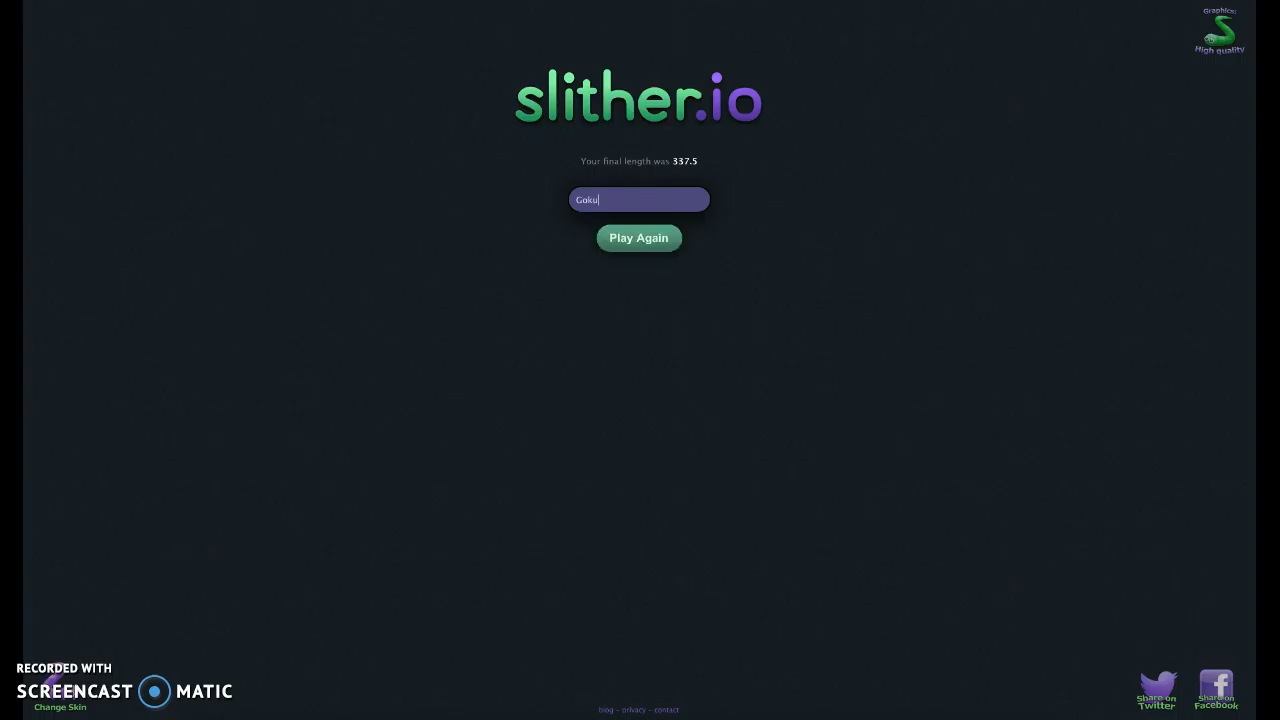 Graphics:
High quality
slither.io
Your final length was 337.5
Goku
Play Again
RECORDED WITH
SCREENCAST MATIC
Change Skin
blog - privacy - contact
Share on
Twitter
Share on
Facebook